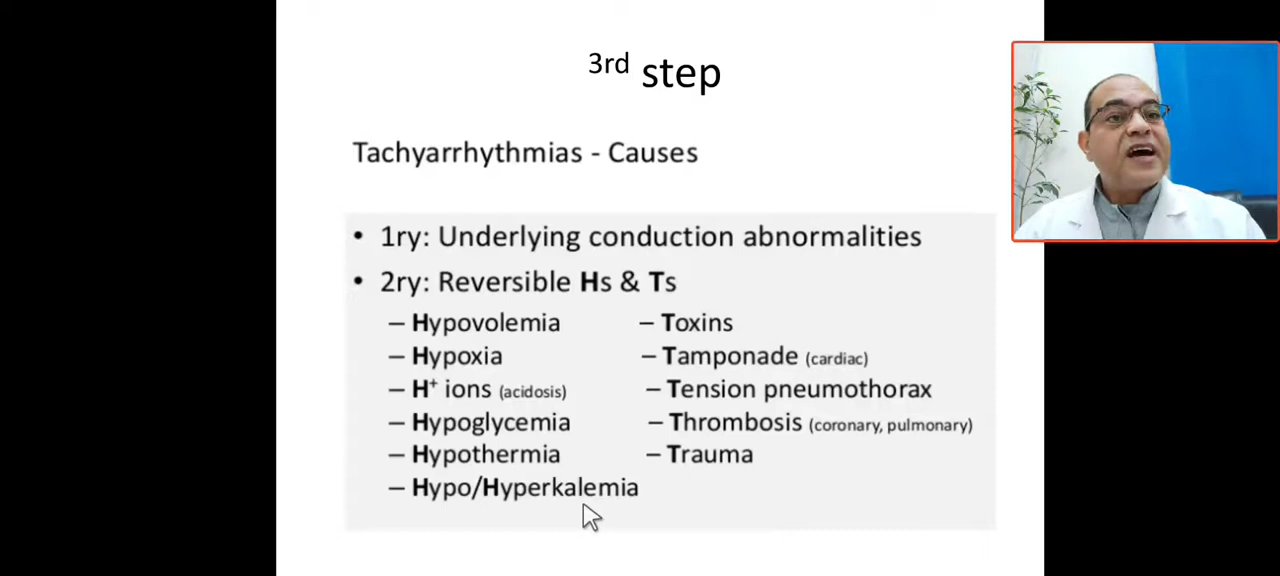 3rd step
Tachyarrhythmias - Causes
• 1ry: Underlying conduction abnormalities
• 2ry: Reversible Hs & Ts
– Hypovolemia
– Hypoxia
– H⁺ ions (acidosis)
– Hypoglycemia
– Hypothermia
– Hypo/Hyperkalemia
– Toxins
– Tamponade (cardiac)
– Tension pneumothorax
– Thrombosis (coronary, pulmonary)
– Trauma